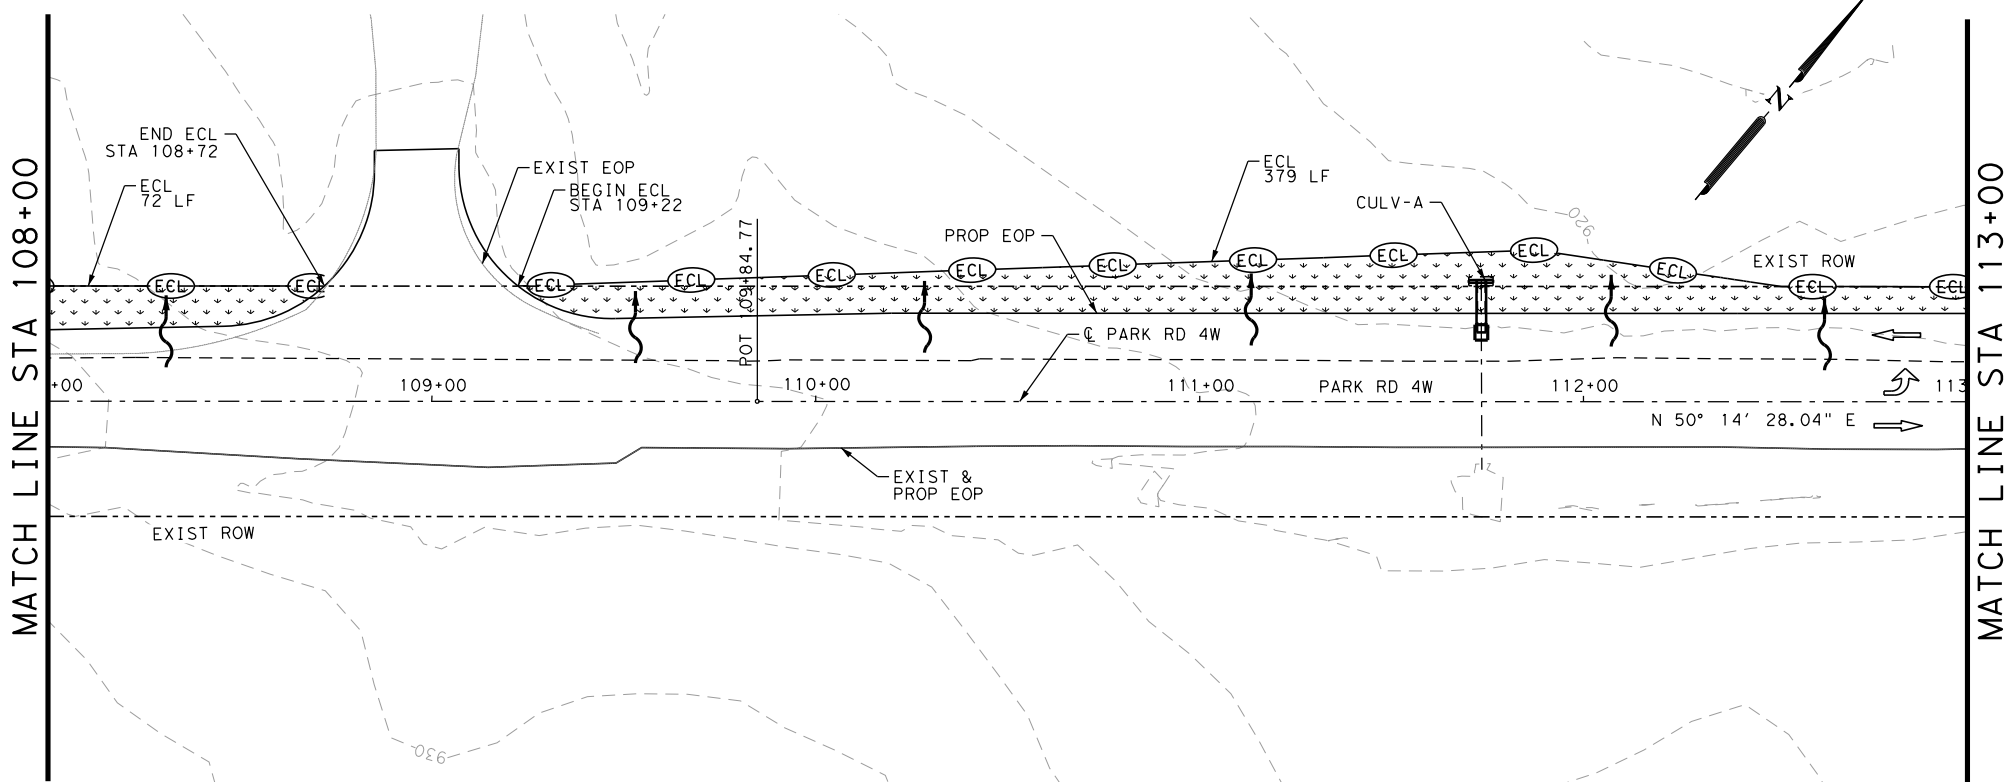 MATCH LINE STA 108+00
END ECL
STA 108+72
ECL
72 LF
EXIST EOP
BEGIN ECL
STA 109+22
POT 109+84.77
PROP EOP
ECL
379 LF
CULV-A
920
N
EXIST ROW
ECL
ECL
ECL
ECL
ECL
ECL
ECL
ECL
ECL
ECL
ECL
ECL
ECL
℄ PARK RD 4W
+00
109+00
110+00
111+00
PARK RD 4W
112+00
113
N 50° 14' 28.04" E
EXIST &
PROP EOP
EXIST ROW
930
MATCH LINE STA 113+00